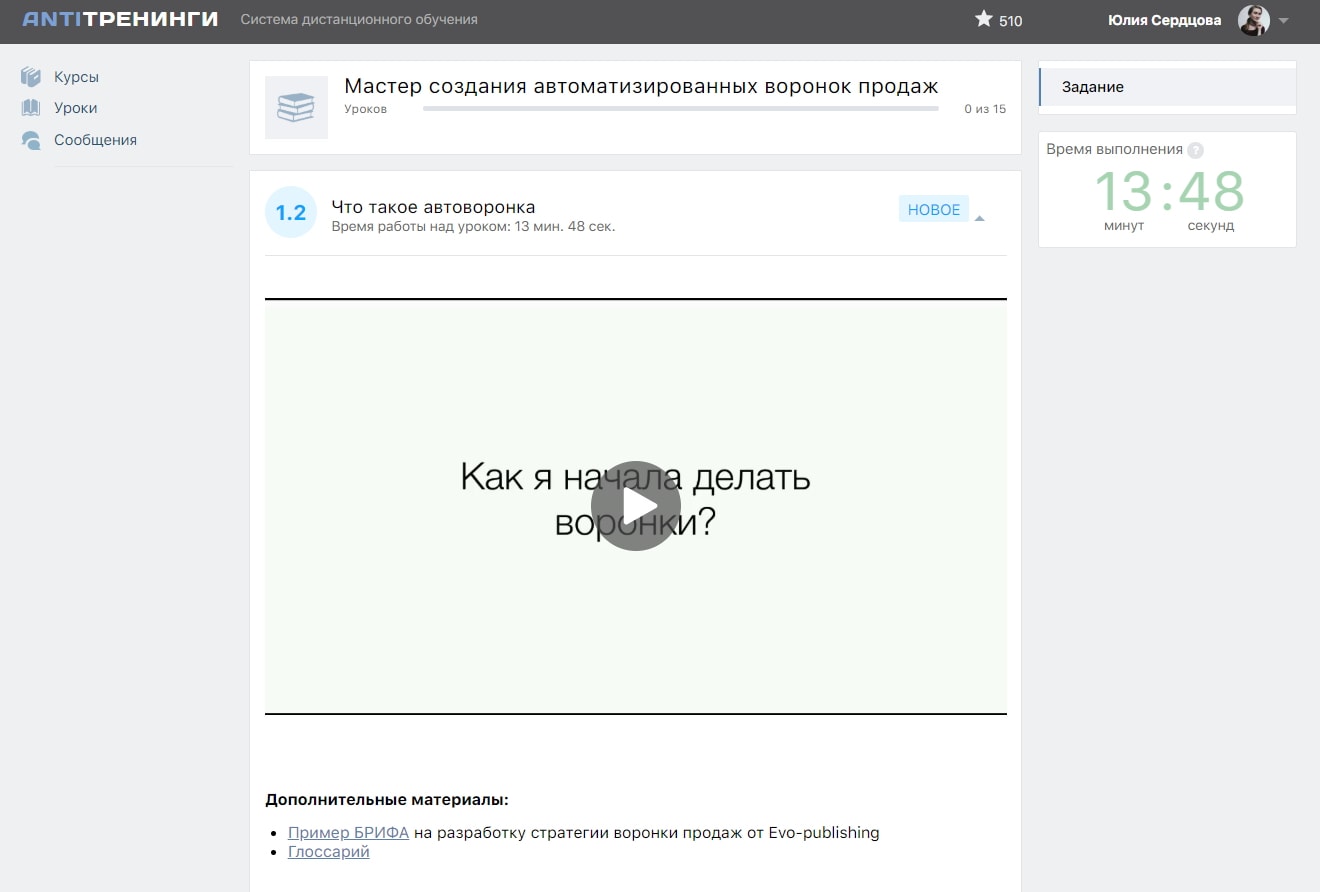 ANTIТРЕНИНГИ Система дистанционного обучения 510 Юлия Сердцова
Курсы
Уроки
Сообщения
Мастер создания автоматизированных воронок продаж
Уроков 0 из 15
1.2
Что такое автоворонка
Время работы над уроком: 13 мин. 48 сек.
НОВОЕ
Как я начала делать
воронки?
Дополнительные материалы:
• Пример БРИФА на разработку стратегии воронки продаж от Evo-publishing
• Глоссарий
Задание
Время выполнения ?
13:48
минут секунд